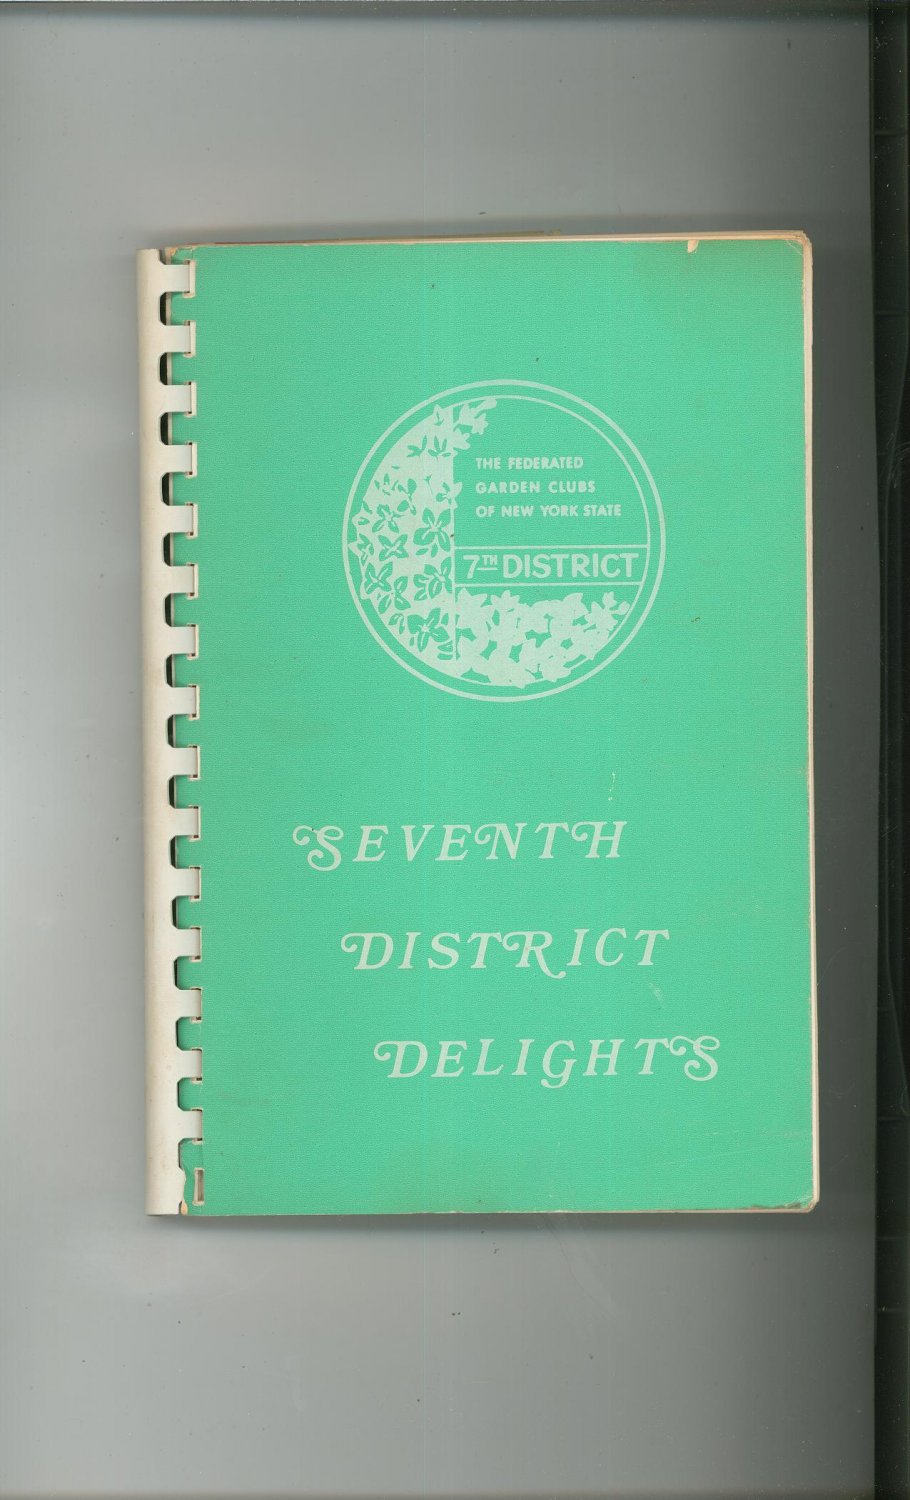 THE FEDERATED
GARDEN CLUBS
OF NEW YORK STATE
7TH DISTRICT
SEVENTH
DISTRICT
DELIGHTS